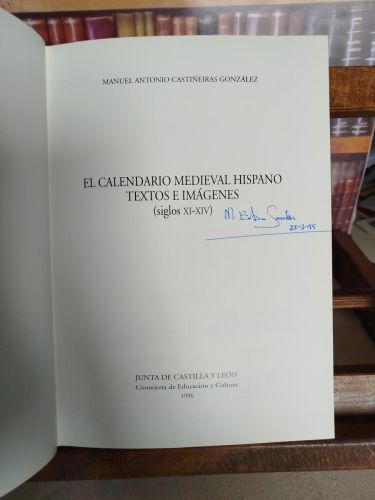 MANUEL ANTONIO CASTIÑEIRAS GONZÁLEZ
EL CALENDARIO MEDIEVAL HISPANO
TEXTOS E IMÁGENES
(siglos XI-XIV)
M.
JUNTA DE CASTILLA Y LEÓN
Consejería de Educación y Cultura
1996